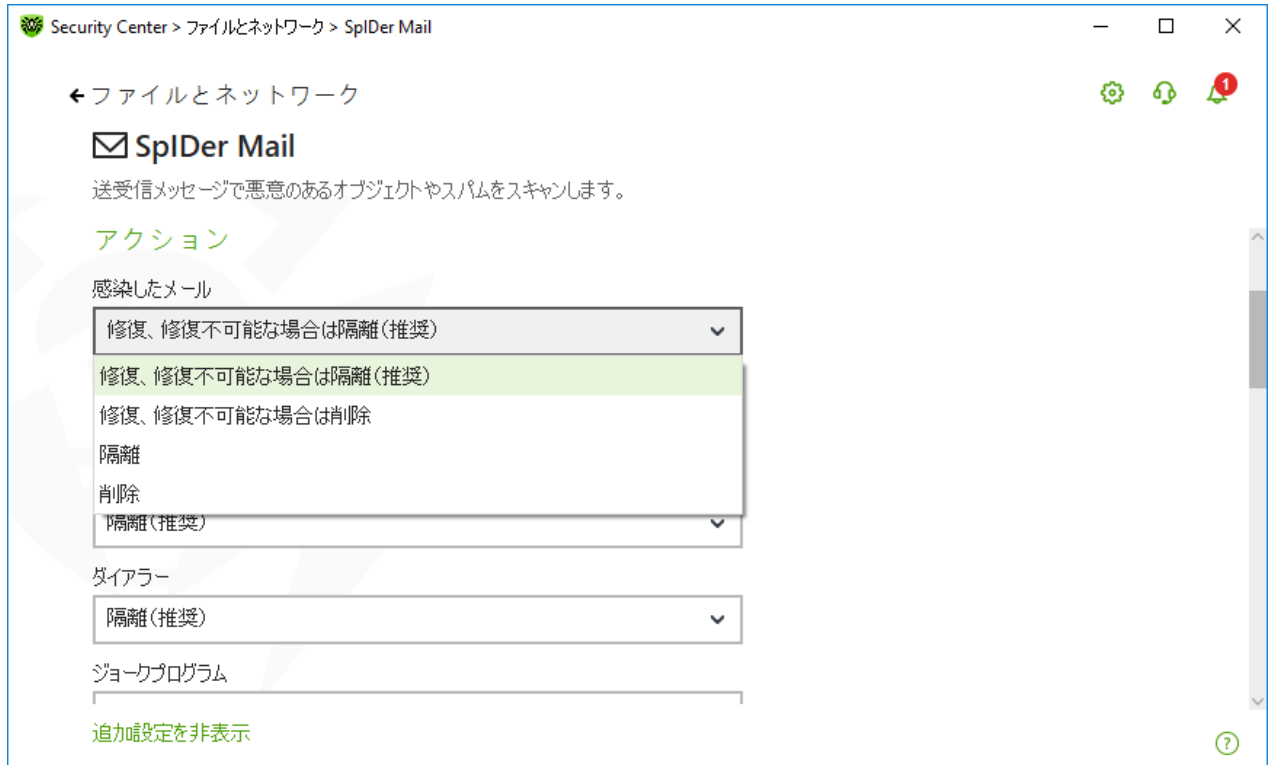 Security Center > ファイルとネットワーク > SpIDer Mail
ファイルとネットワーク
1
SpIDer Mail
送受信メッセージで悪意のあるオブジェクトやスパムをスキャンします。
アクション
感染したメール
修復、修復不可能な場合は隔離(推奨)
修復、修復不可能な場合は隔離(推奨)
修復、修復不可能な場合は削除
隔離
削除
隔離(推奨)
ダイアラー
隔離(推奨)
ジョークプログラム
追加設定を非表示
?